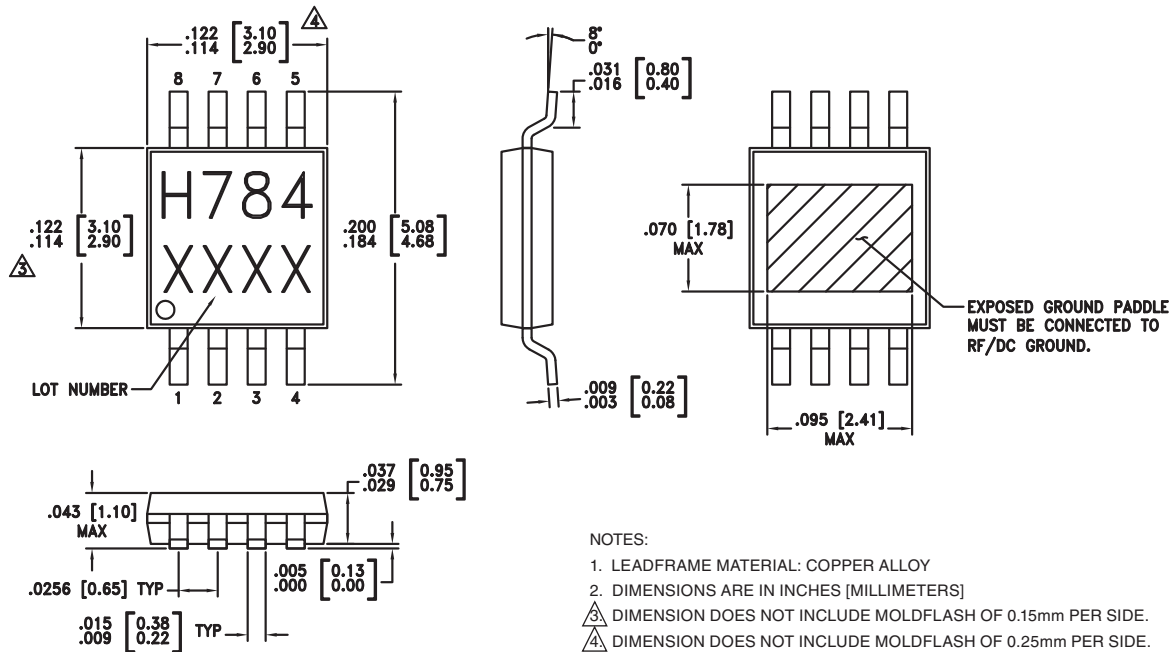 .122 [3.10]
.114 [2.90]
4
8 7 6 5
H784
XXXX
.122 [3.10]
.114 [2.90]
3
.200 [5.08]
.184 [4.68]
LOT NUMBER
1 2 3 4
8°
0°
.031 [0.80]
.016 [0.40]
.009 [0.22]
.003 [0.08]
.070 [1.78]
MAX
EXPOSED GROUND PADDLE
MUST BE CONNECTED TO
RF/DC GROUND.
.095 [2.41]
MAX
.037 [0.95]
.029 [0.75]
.043 [1.10]
MAX
.0256 [0.65] TYP
.005 [0.13]
.000 [0.00]
.015 [0.38]
.009 [0.22]
TYP
NOTES:
1. LEADFRAME MATERIAL: COPPER ALLOY
2. DIMENSIONS ARE IN INCHES [MILLIMETERS]
3. DIMENSION DOES NOT INCLUDE MOLDFLASH OF 0.15mm PER SIDE.
4. DIMENSION DOES NOT INCLUDE MOLDFLASH OF 0.25mm PER SIDE.